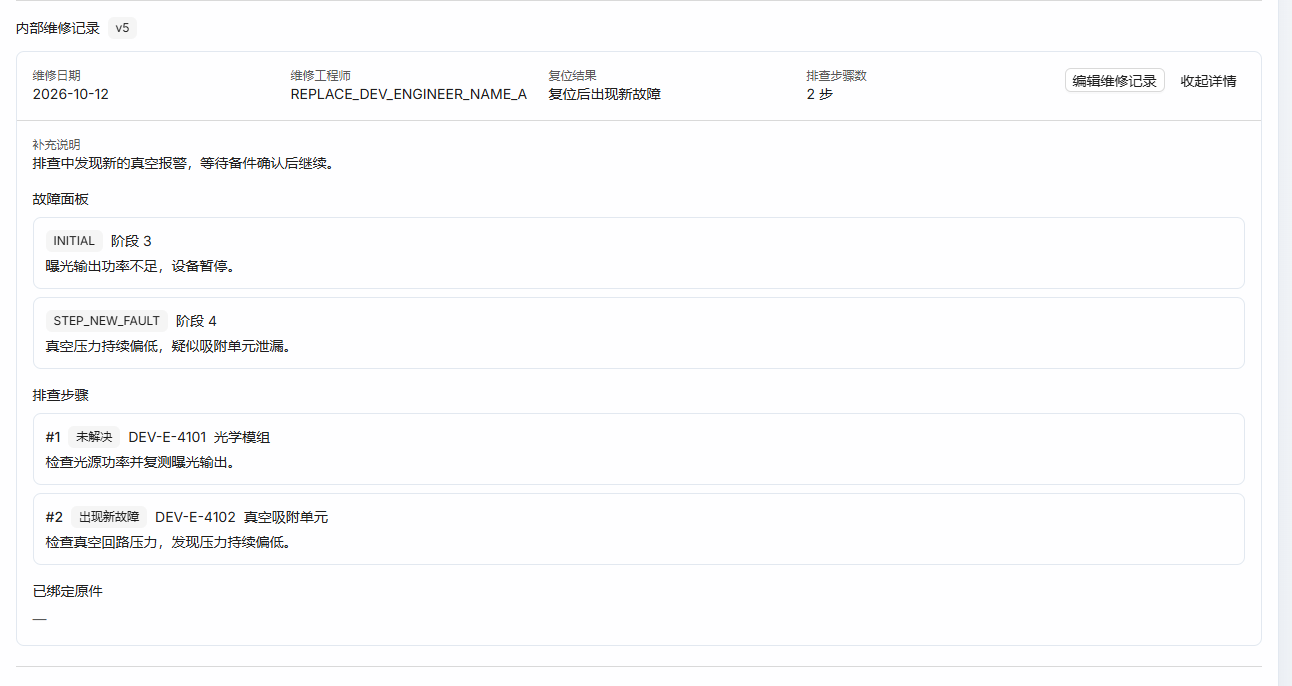 内部维修记录 v5
维修日期 维修工程师 复位结果 排查步骤数
2026-10-12 REPLACE_DEV_ENGINEER_NAME_A 复位后出现新故障 2 步 编辑维修记录 收起详情
补充说明
排查中发现新的真空报警，等待备件确认后继续。
故障面板
INITIAL 阶段 3
曝光输出功率不足，设备暂停。
STEP_NEW_FAULT 阶段 4
真空压力持续偏低，疑似吸附单元泄漏。
排查步骤
#1 未解决 DEV-E-4101 光学模组
检查光源功率并复测曝光输出。
#2 出现新故障 DEV-E-4102 真空吸附单元
检查真空回路压力，发现压力持续偏低。
已绑定原件
—